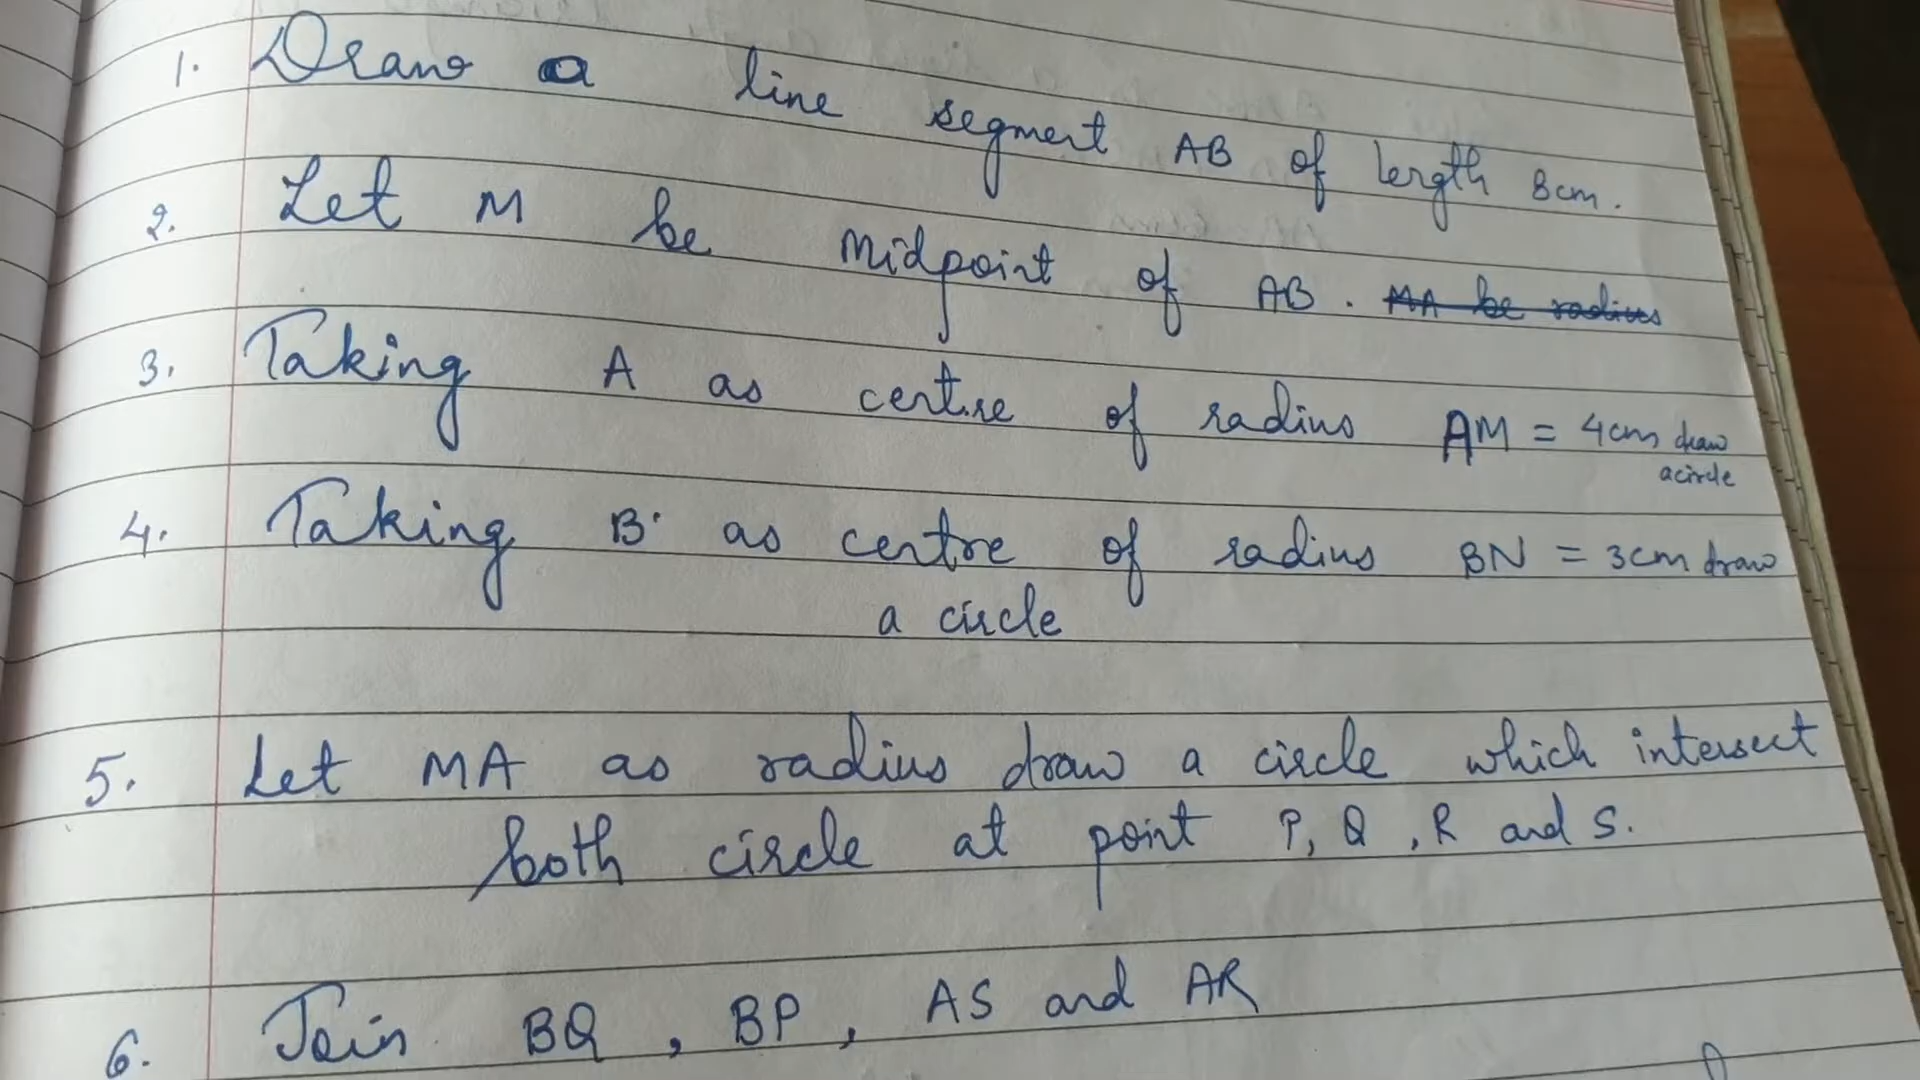 1. Draw a line segment AB of length 8cm.
2. Let M be midpoint of AB. MA be radius
3. Taking A as centre of radius AM = 4cm draw
a circle
4. Taking B as centre of radius BN = 3cm draw
a circle
5. Let MA as radius draw a circle which intersect
both circle at point P, Q, R and S.
6. Join BQ, BP, AS and AR